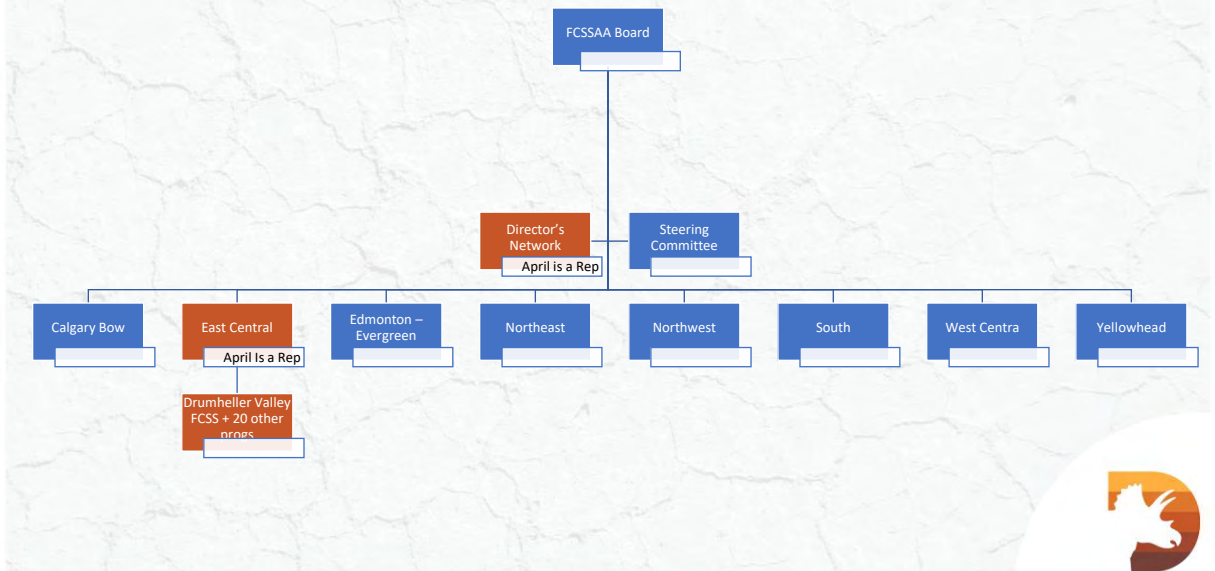 FCSSAA Board
Director's
Network
April is a Rep
Steering
Committee
Calgary Bow
East Central
April Is a Rep
Edmonton –
Evergreen
Northeast
Northwest
South
West Centra
Yellowhead
Drumheller Valley
FCSS + 20 other
progs